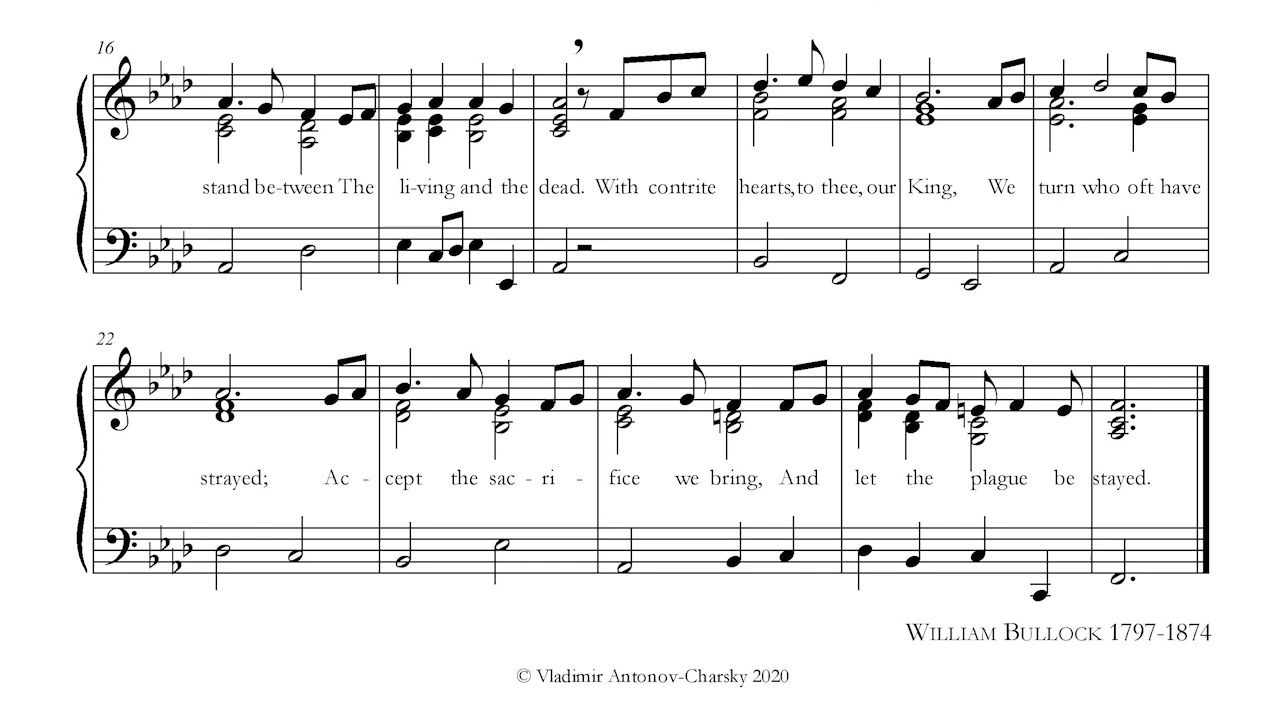 16
stand be-tween The li-ving and the dead. With contrite hearts, to thee, our King, We turn who oft have
22
strayed; Ac - cept the sac - ri - fice we bring, And let the plague be stayed.
WILLIAM BULLOCK 1797-1874
© Vladimir Antonov-Charsky 2020